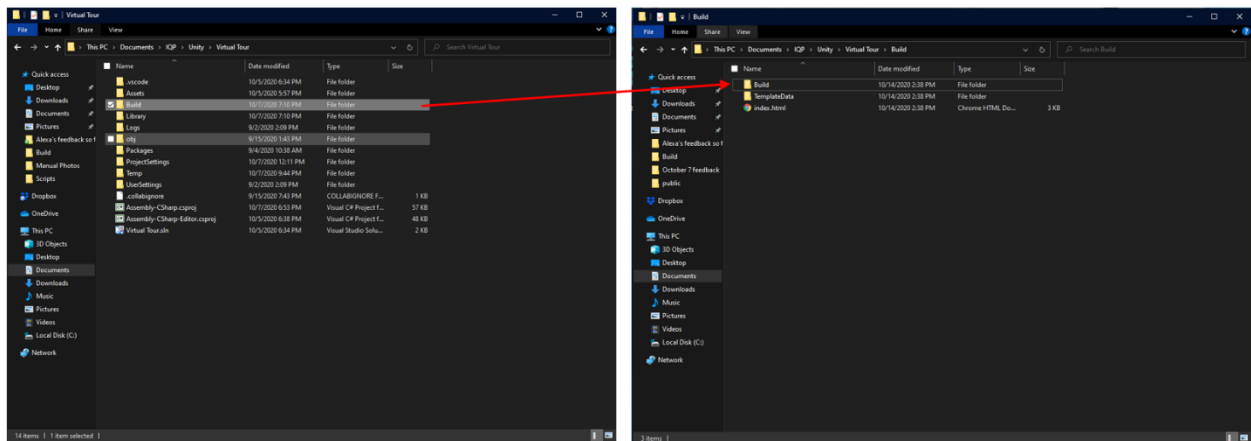 Virtual Tour
File Home Share View
This PC > Documents > IQP > Unity > Virtual Tour
Search Virtual Tour
Name Date modified Type Size
Quick access
Desktop
Downloads
Documents
Pictures
Alexa's feedback so f
Build
Manual Photos
Scripts
Dropbox
OneDrive
This PC
3D Objects
Desktop
Documents
Downloads
Music
Pictures
Videos
Local Disk (C:)
Network
.vscode 10/5/2020 6:34 PM File folder
Assets 10/5/2020 5:57 PM File folder
Build 10/7/2020 7:10 PM File folder
Library 10/7/2020 7:10 PM File folder
Logs 9/2/2020 2:09 PM File folder
obj 9/15/2020 1:43 PM File folder
Packages 9/4/2020 10:38 AM File folder
ProjectSettings 10/7/2020 12:11 PM File folder
Temp 10/7/2020 9:44 PM File folder
UserSettings 9/2/2020 2:09 PM File folder
.collabignore 9/15/2020 7:43 PM COLLABIGNORE F... 1 KB
Assembly-CSharp.csproj 10/7/2020 6:53 PM Visual C# Project f... 57 KB
Assembly-CSharp-Editor.csproj 10/5/2020 6:38 PM Visual C# Project f... 48 KB
Virtual Tour.sln 10/5/2020 6:34 PM Visual Studio Solu... 2 KB
14 items 1 item selected
Build
File Home Share View
This PC > Documents > IQP > Unity > Virtual Tour > Build
Search Build
Name Date modified Type Size
Quick access
Desktop
Downloads
Documents
Pictures
Alexa's feedback so f
Build
October 7 feedback
public
Dropbox
OneDrive
This PC
3D Objects
Desktop
Documents
Downloads
Music
Pictures
Videos
Local Disk (C:)
Network
Build 10/14/2020 2:38 PM File folder
TemplateData 10/14/2020 2:38 PM File folder
index.html 10/14/2020 2:38 PM Chrome HTML Do... 3 KB
3 items